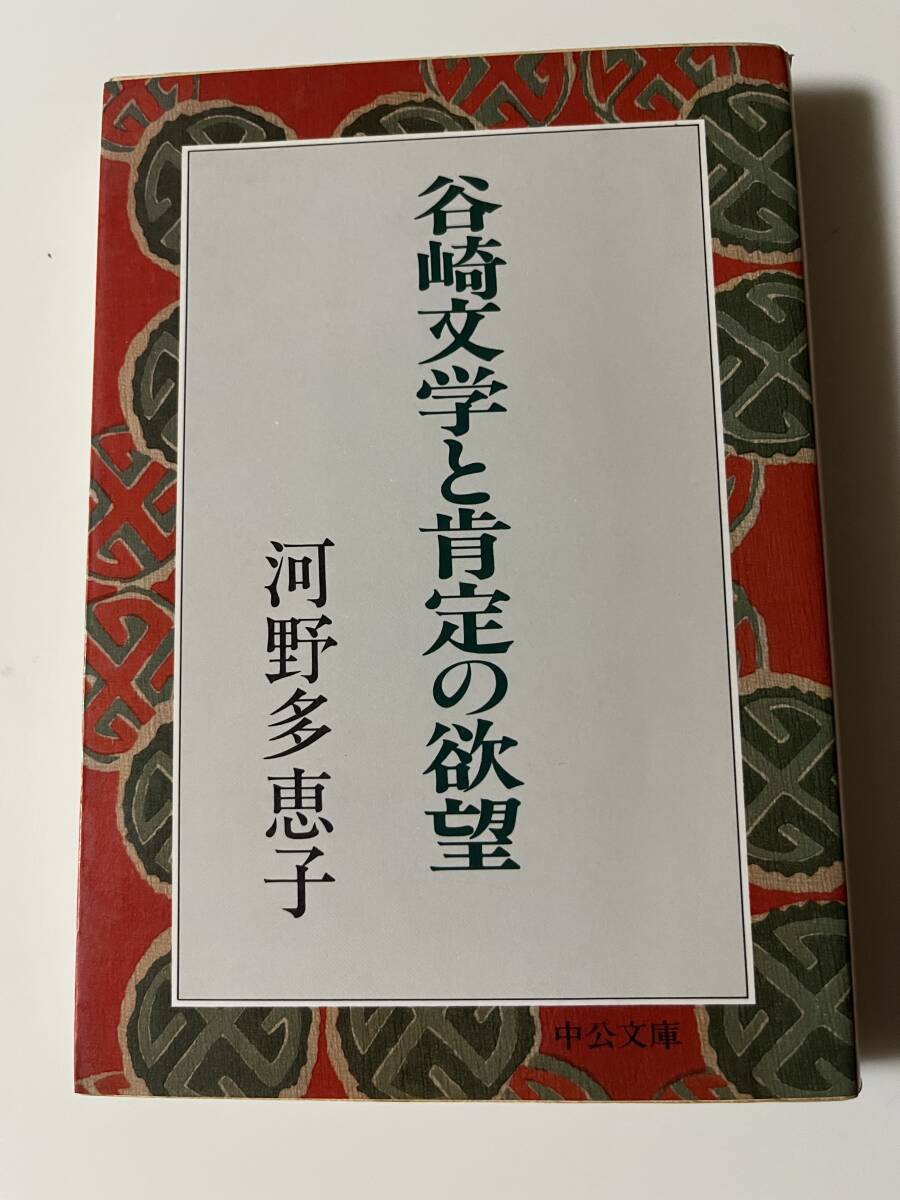 谷崎文学と肯定の欲望
河野多恵子
中公文庫